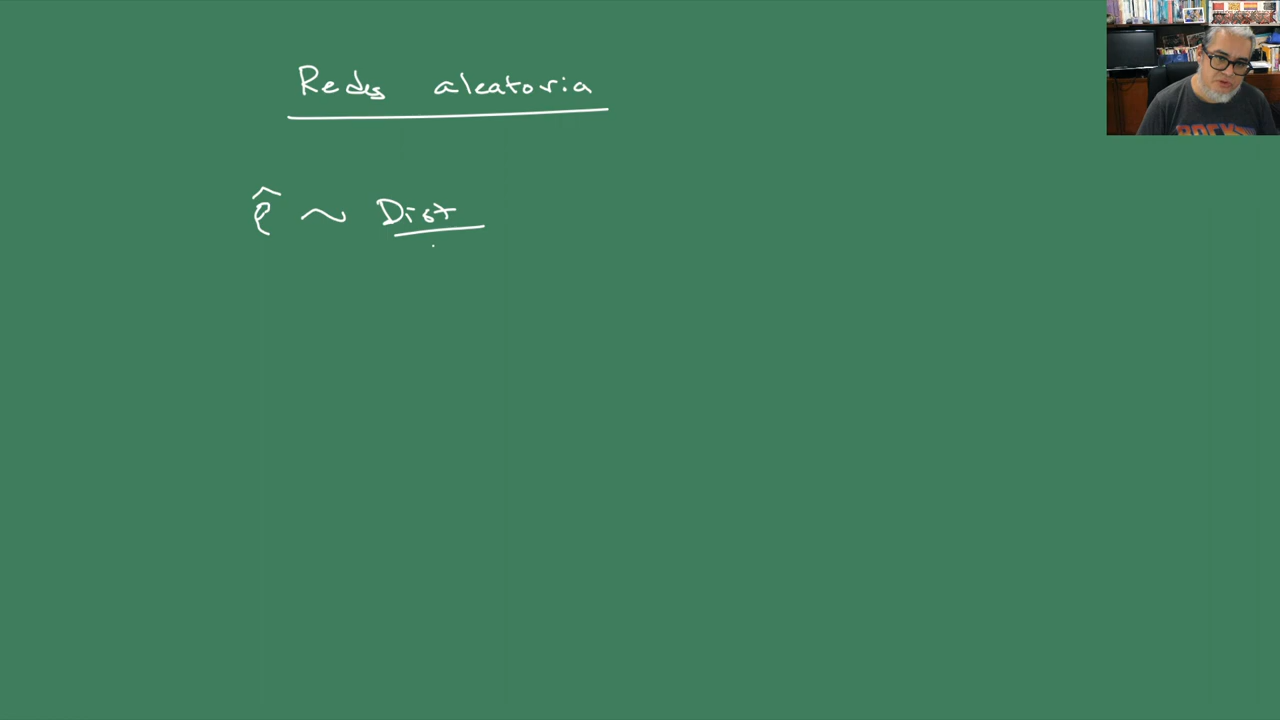 Redes aleatoria
ρ̂ ~ Dist